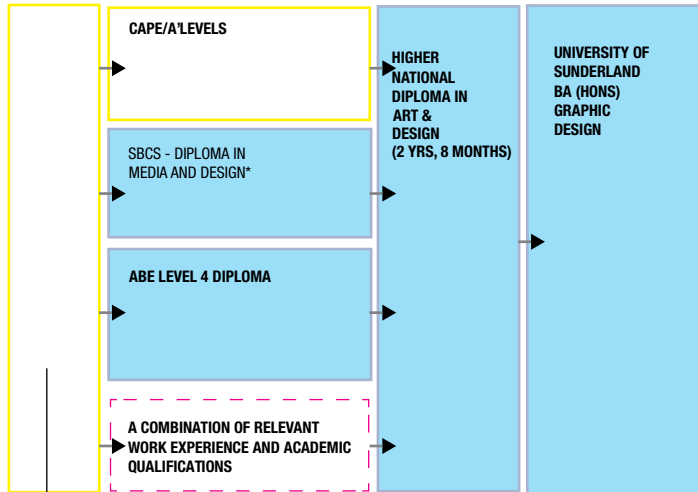 CAPE/A'LEVELS
SBCS - DIPLOMA IN
MEDIA AND DESIGN*
ABE LEVEL 4 DIPLOMA
A COMBINATION OF RELEVANT
WORK EXPERIENCE AND ACADEMIC
QUALIFICATIONS
HIGHER
NATIONAL
DIPLOMA IN
ART &
DESIGN
(2 YRS, 8 MONTHS)
UNIVERSITY OF
SUNDERLAND
BA (HONS)
GRAPHIC
DESIGN